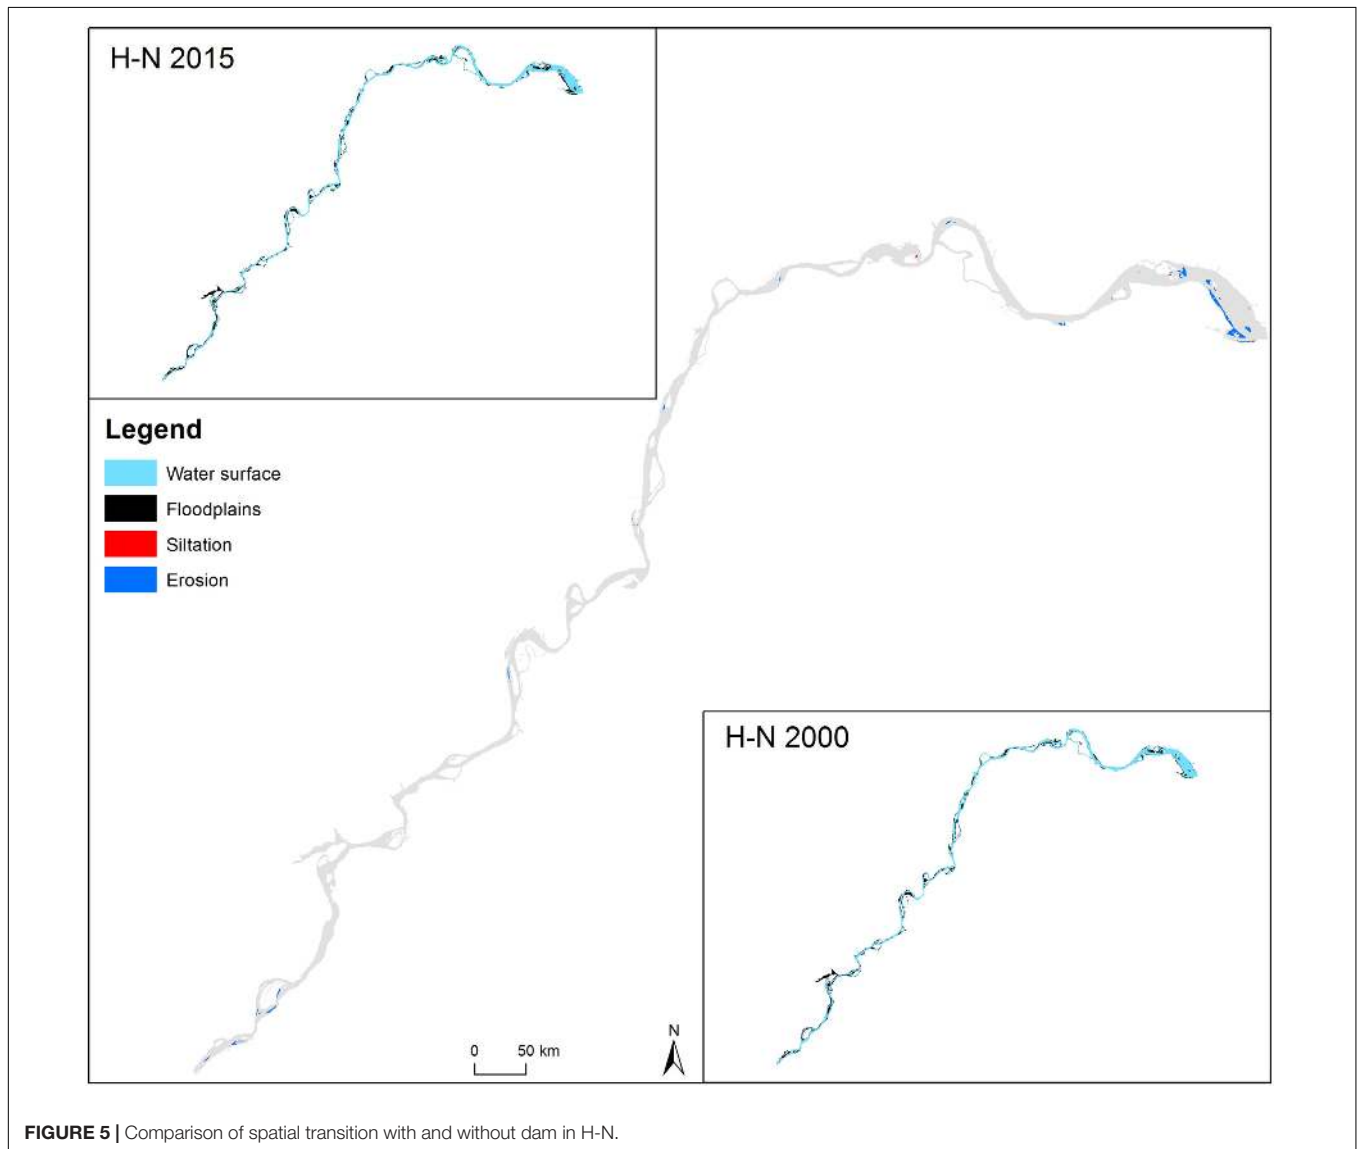 H-N 2015
Legend
Water surface
Floodplains
Siltation
Erosion
H-N 2000
N
0 50 km
FIGURE 5 | Comparison of spatial transition with and without dam in H-N.